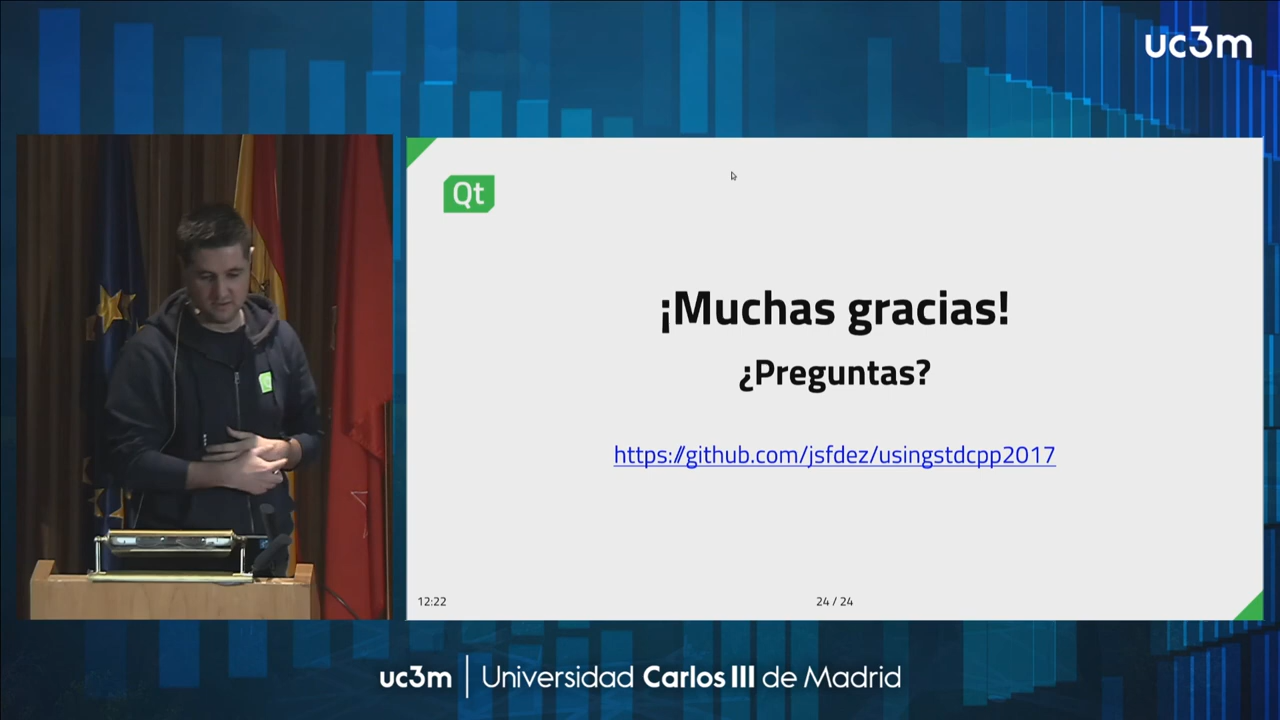 uc3m
Qt
¡Muchas gracias!
¿Preguntas?
https://github.com/jsfdez/usingstdcpp2017
12:22
24 / 24
uc3m | Universidad Carlos III de Madrid